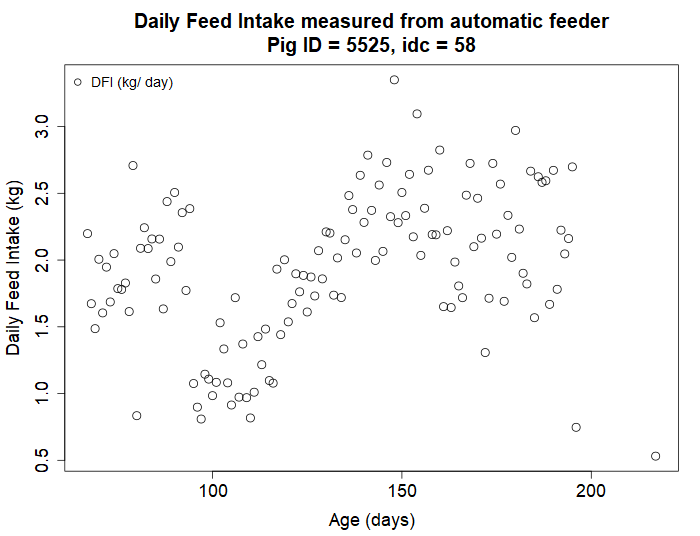 Daily Feed Intake measured from automatic feeder
Pig ID = 5525, idc = 58
DFI (kg/ day)
Daily Feed Intake (kg)
3.0
2.5
2.0
1.5
1.0
0.5
100 150 200
Age (days)